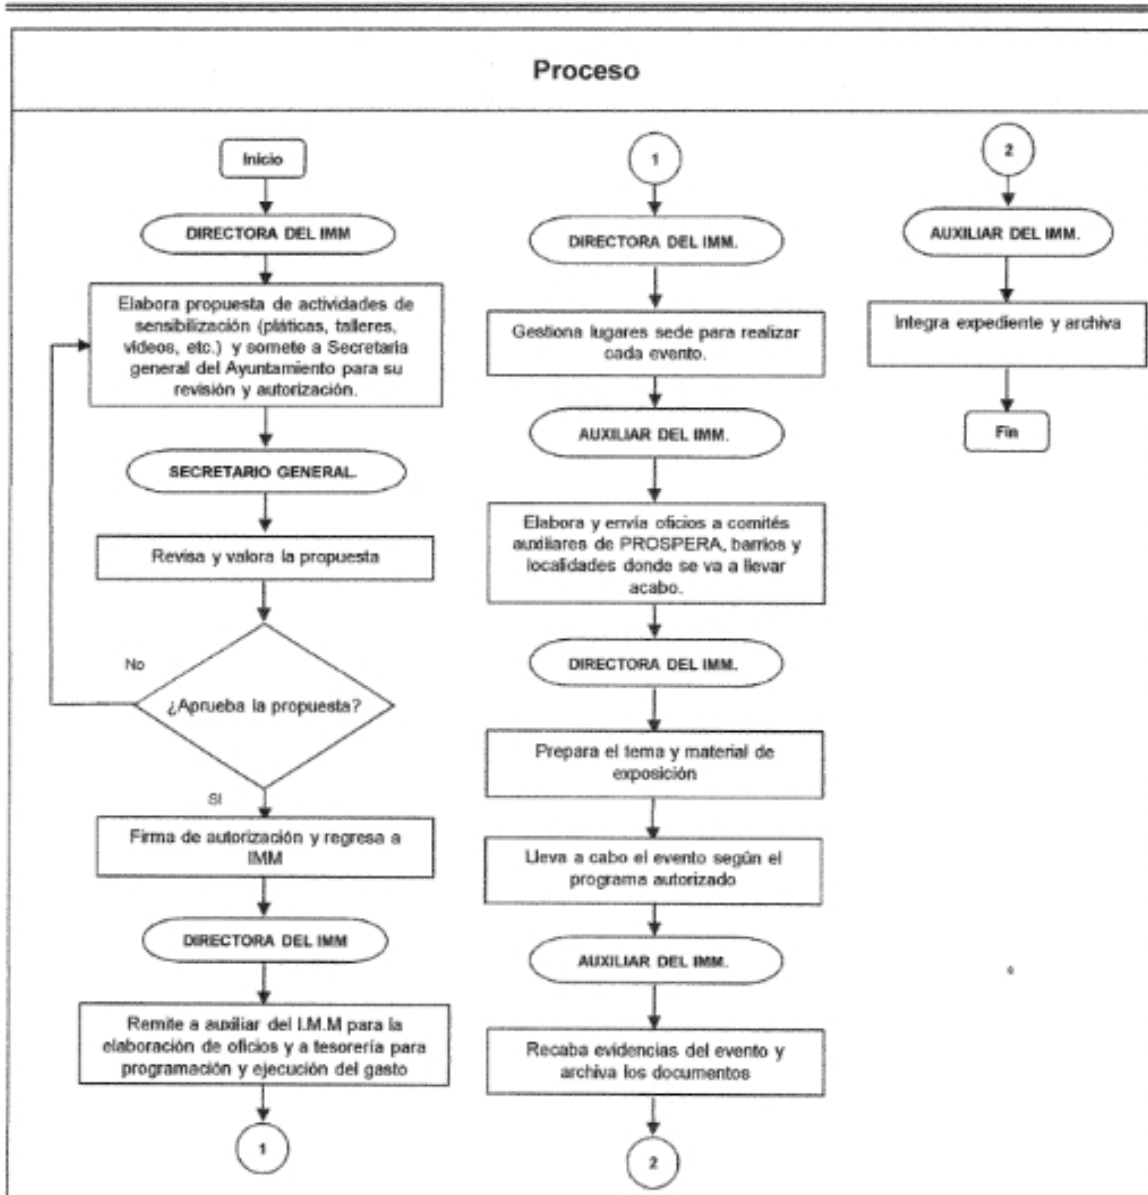 Proceso
Inicio
DIRECTORA DEL IMM
Elabora propuesta de actividades de
sensibilización (pláticas, talleres,
videos, etc.) y somete a Secretaria
general del Ayuntamiento para su
revisión y autorización.
SECRETARIO GENERAL.
Revisa y valora la propuesta
No
¿Aprueba la propuesta?
SI
Firma de autorización y regresa a
IMM
DIRECTORA DEL IMM
Remite a auxiliar del I.M.M para la
elaboración de oficios y a tesorería para
programación y ejecución del gasto
1
1
DIRECTORA DEL IMM.
Gestiona lugares sede para realizar
cada evento.
AUXILIAR DEL IMM.
Elabora y envía oficios a comités
auxiliares de PROSPERA, barrios y
localidades donde se va a llevar
acabo.
DIRECTORA DEL IMM.
Prepara el tema y material de
exposición
Lleva a cabo el evento según el
programa autorizado
AUXILIAR DEL IMM.
Recaba evidencias del evento y
archiva los documentos
2
2
AUXILIAR DEL IMM.
Integra expediente y archiva
Fin